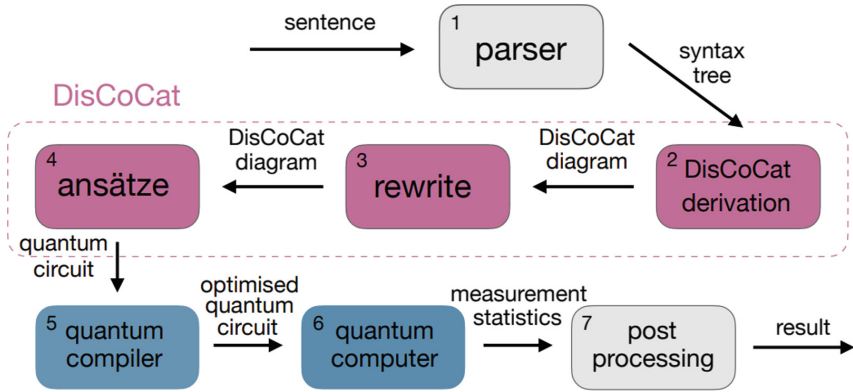 sentence
1
parser
syntax
tree
DisCoCat
2 DisCoCat
derivation
DisCoCat
diagram
3
rewrite
DisCoCat
diagram
4
ansätze
quantum
circuit
5 quantum
compiler
optimised
quantum
circuit
6 quantum
computer
measurement
statistics
7 post
processing
result